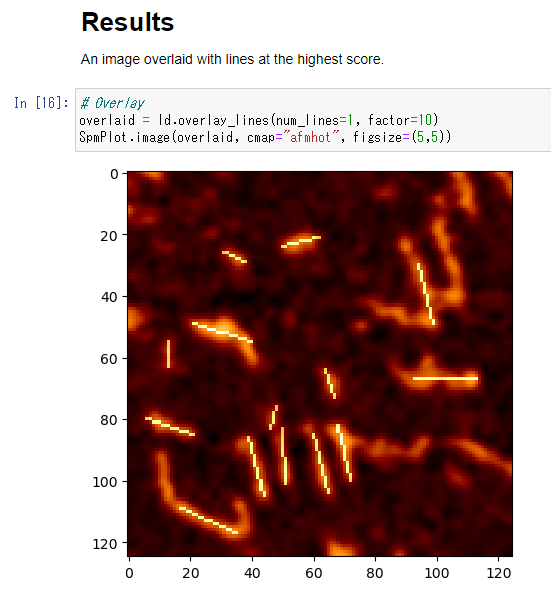 Results
An image overlaid with lines at the highest score.
In [16]: # Overlay
overlaid = ld.overlay_lines(num_lines=1, factor=10)
SpmPlot.image(overlaid, cmap="afmhot", figsize=(5,5))
0
20
40
60
80
100
120
0 20 40 60 80 100 120